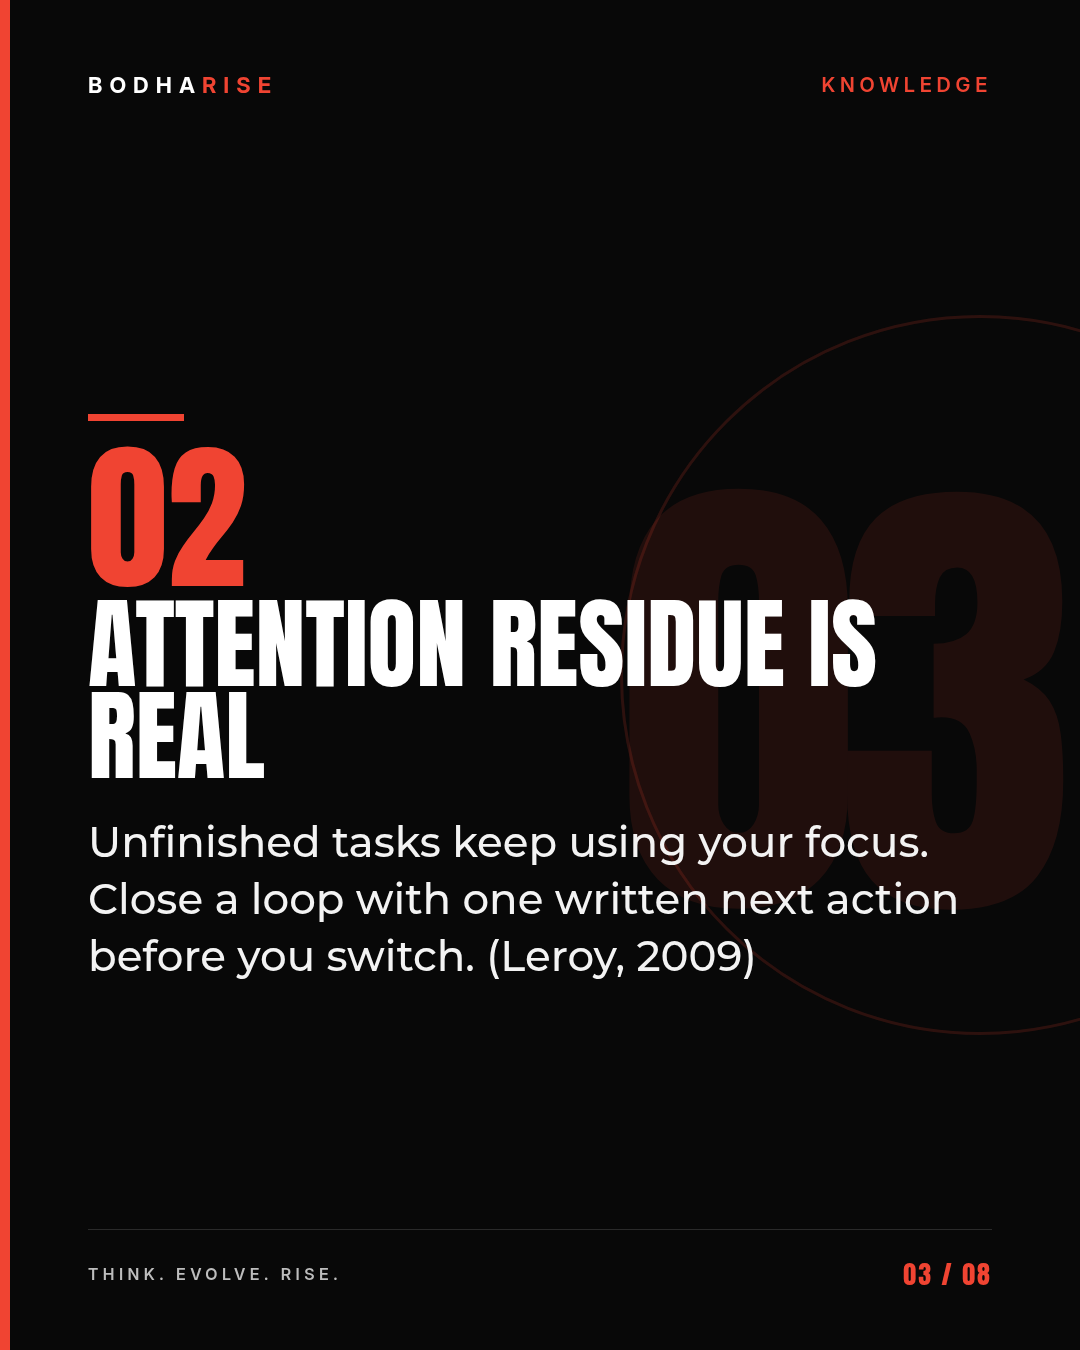 BODHARISE
KNOWLEDGE
02
03
ATTENTION RESIDUE IS
REAL
Unfinished tasks keep using your focus.
Close a loop with one written next action
before you switch. (Leroy, 2009)
THINK. EVOLVE. RISE.
03 / 08